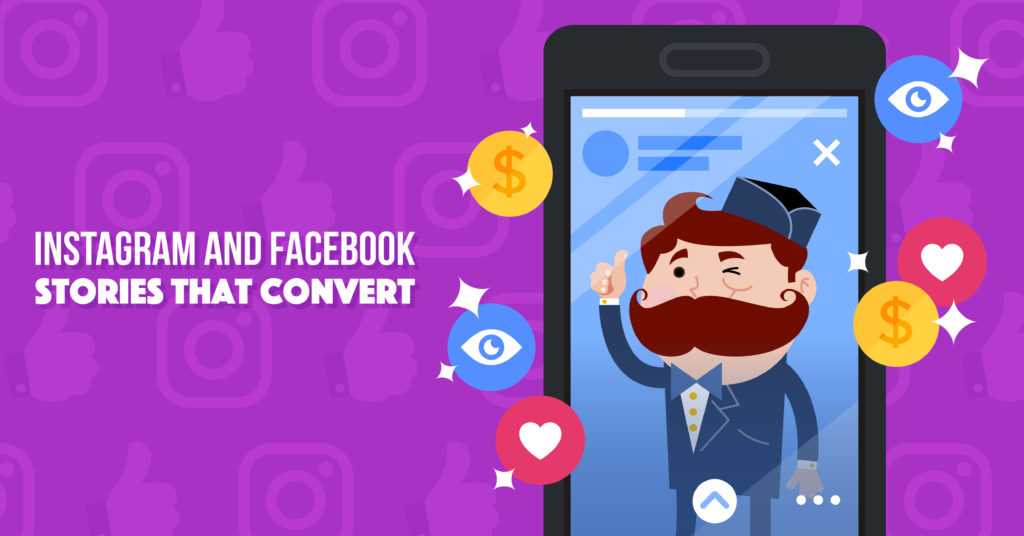 INSTAGRAM AND FACEBOOK
STORIES THAT CONVERT
$
$